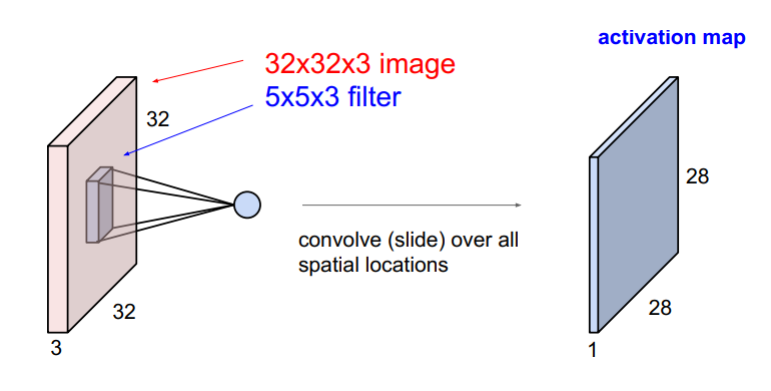 activation map
32x32x3 image
5x5x3 filter
32
28
convolve (slide) over all
spatial locations
32
28
3
1